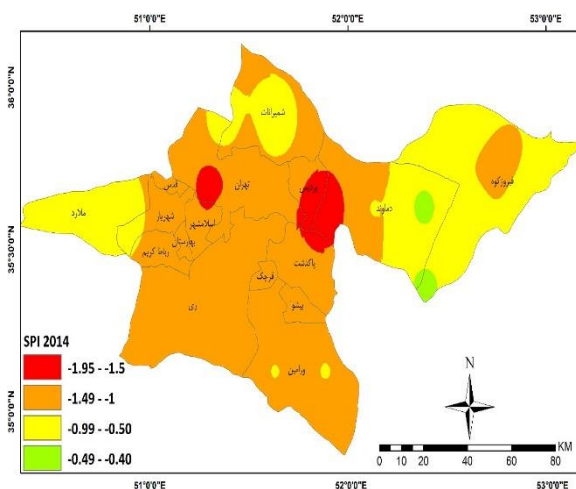 51°0'0"E
52°0'0"E
53°0'0"E
36°0'0"N
35°30'0"N
35°0'0"N
شمیرانات
فیروزکوه
تهران
پردیس
دماوند
قدس
ملارد
شهریار
اسلامشهر
بهارستان
رباط کریم
پاکدشت
قرچک
ری
پیشو
ورامین
SPI 2014
-1.95 - -1.5
-1.49 - -1
-0.99 - -0.50
-0.49 - -0.40
N
KM
0 10 20 40 60 80
51°0'0"E
52°0'0"E
53°0'0"E